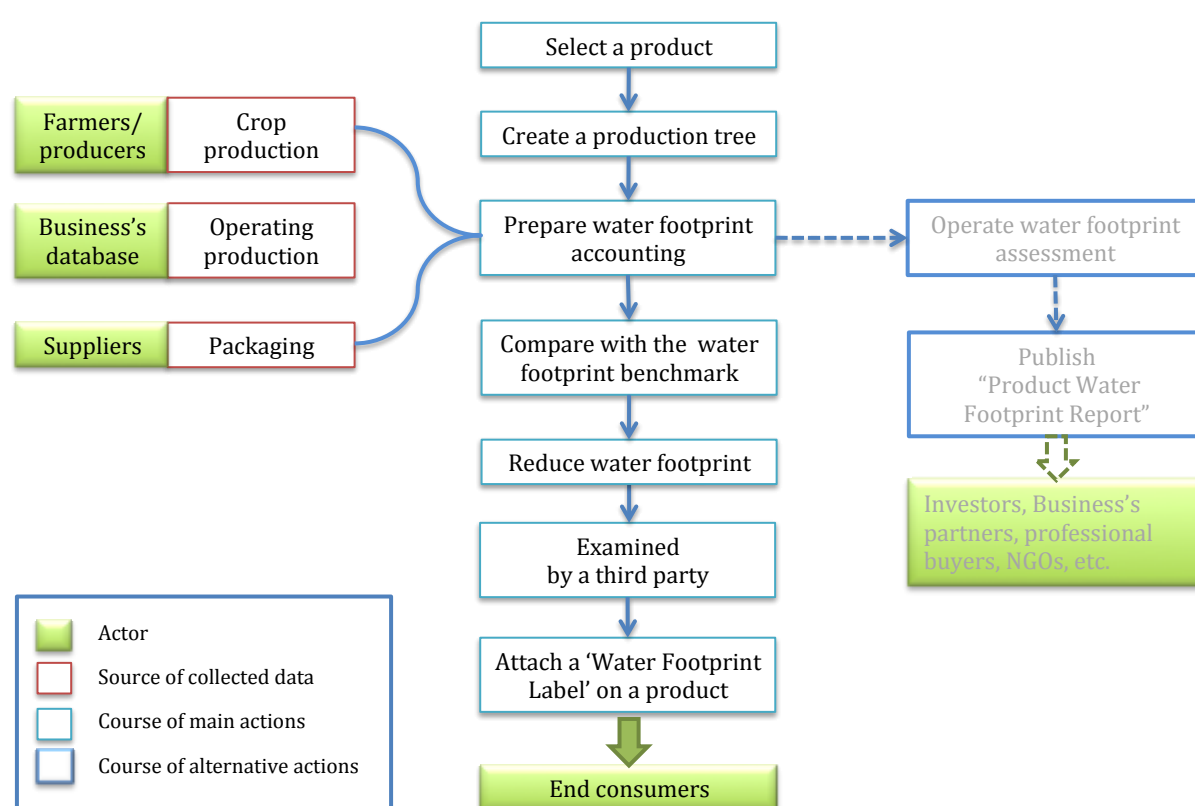 Select a product
Create a production tree
Farmers/
producers
Crop
production
Business's
database
Operating
production
Suppliers
Packaging
Prepare water footprint
accounting
Compare with the  water
footprint benchmark
Reduce water footprint
Examined
by a third party
Attach a ‘Water Footprint
Label’ on a product
End consumers
Operate water footprint
assessment
Publish
“Product Water
Footprint Report”
Investors, Business's
partners, professional
buyers, NGOs, etc.
Actor
Source of collected data
Course of main actions
Course of alternative actions